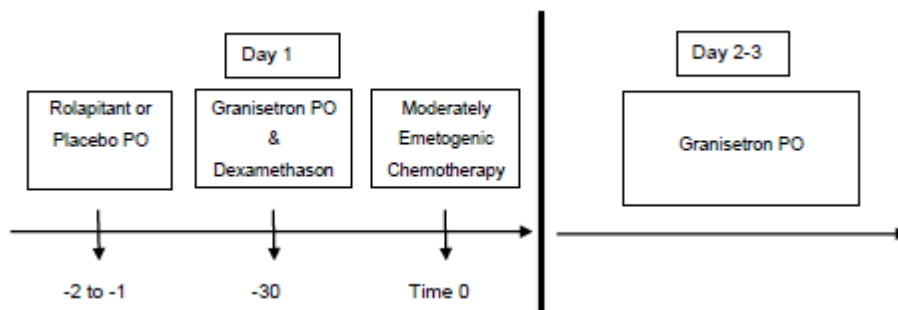 Day 1
Day 2-3
Rolapitant or
Placebo PO
Granisetron PO
&
Dexamethason
Moderately
Emetogenic
Chemotherapy
Granisetron PO
-2 to -1
-30
Time 0